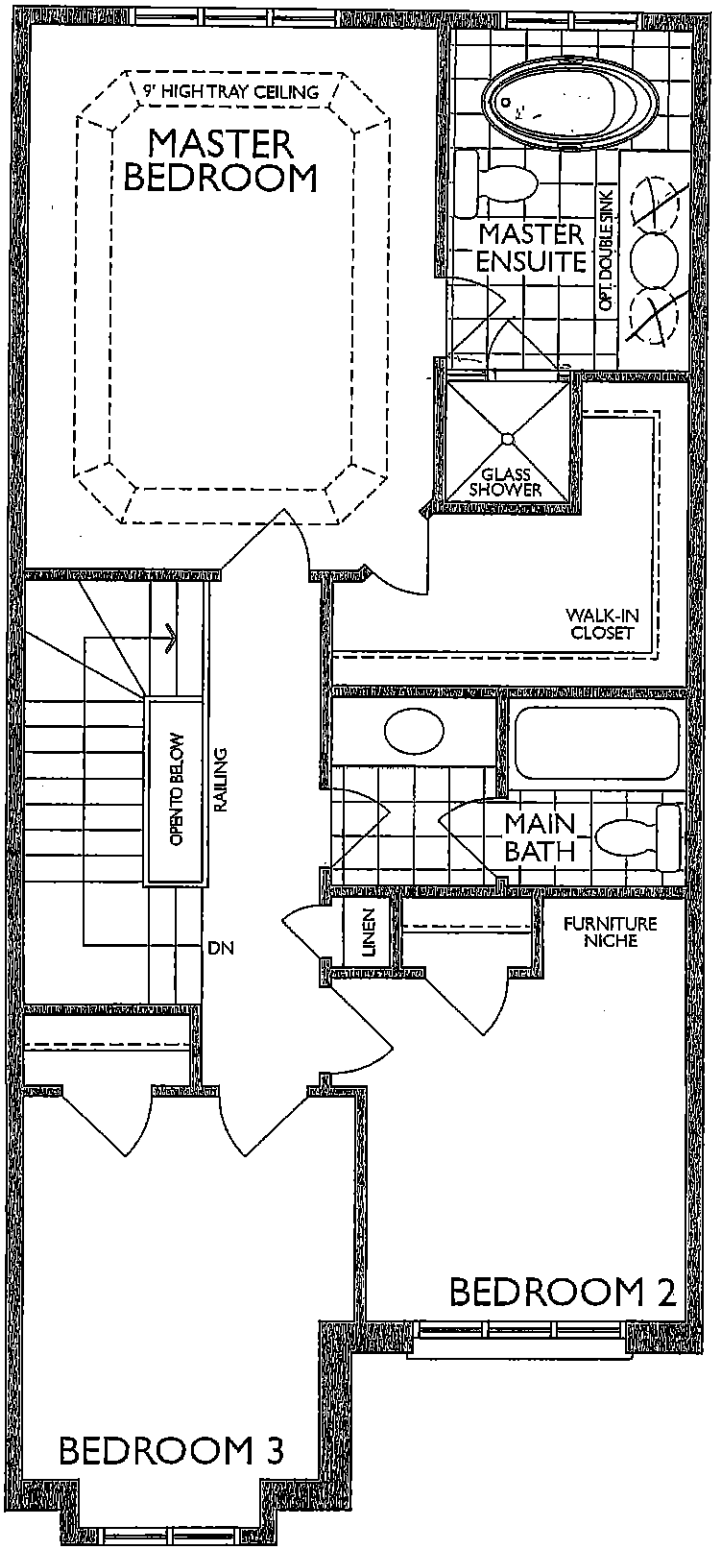 9' HIGH TRAY CEILING
MASTER
BEDROOM
MASTER
ENSUITE
OPT. DOUBLE SINK
GLASS
SHOWER
WALK-IN
CLOSET
OPEN TO BELOW
RAILING
MAIN
BATH
LINEN
FURNITURE
NICHE
DN
BEDROOM 2
BEDROOM 3